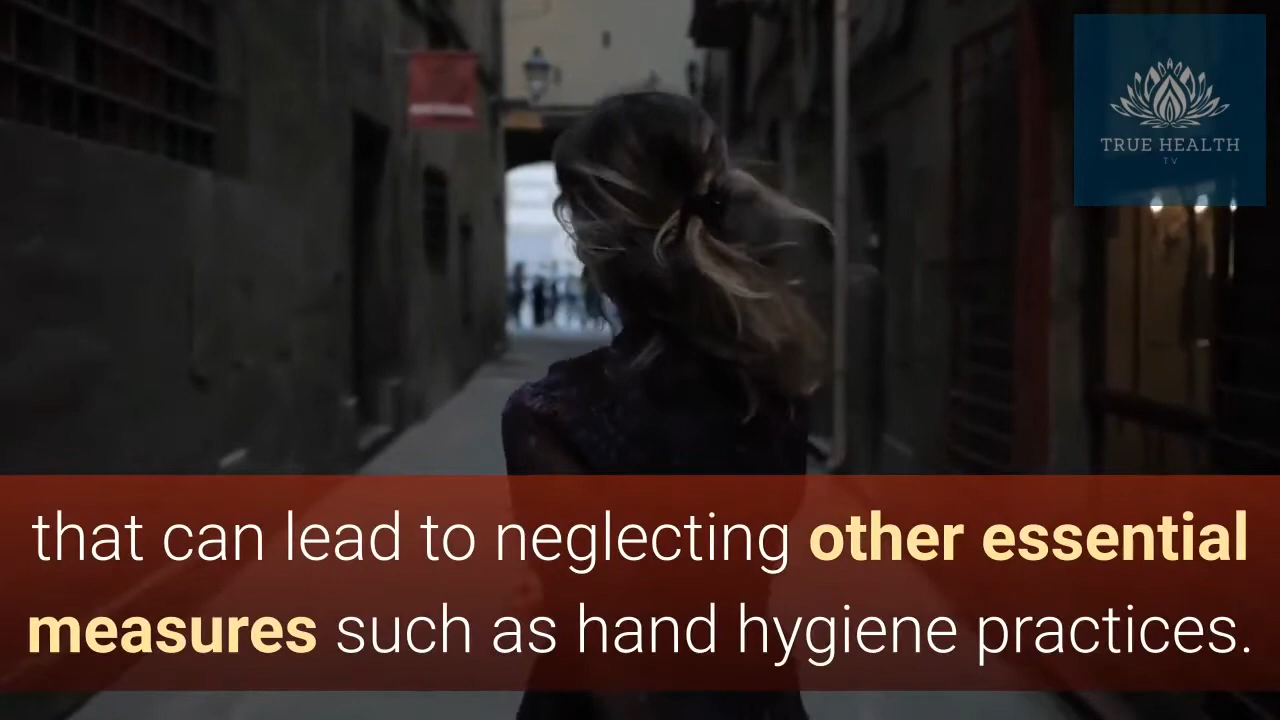 TRUE HEALTH
TV
that can lead to neglecting other essential
measures such as hand hygiene practices.